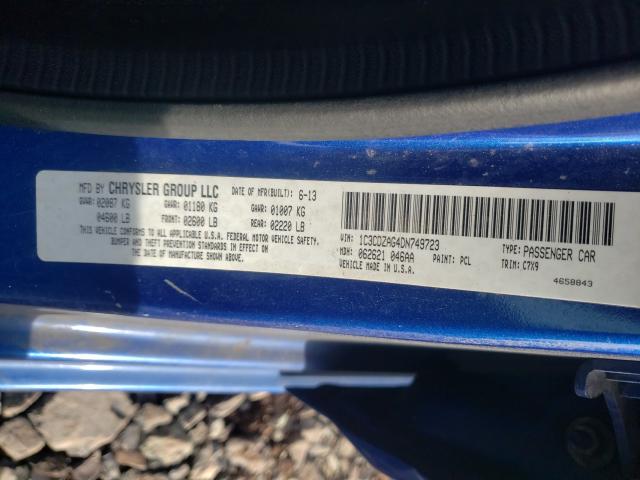 MFD BY CHRYSLER GROUP LLC DATE OF MFR(BUILT): 6-13
GVWR: 02087 KG GAWR: 01180 KG GAWR: 01007 KG
04600 LB FRONT: 02600 LB REAR: 02220 LB
THIS VEHICLE CONFORMS TO ALL APPLICABLE U.S.A. FEDERAL MOTOR VEHICLE SAFETY,
BUMPER AND THEFT PREVENTION STANDARDS IN EFFECT ON
THE DATE OF MANUFACTURE SHOWN ABOVE.
VIN: 1C3CDZAG4DN749723 TYPE: PASSENGER CAR
MDH: 062621 046AA PAINT: PCL TRIM: C7X9
MADE IN U.S.A.
4658843